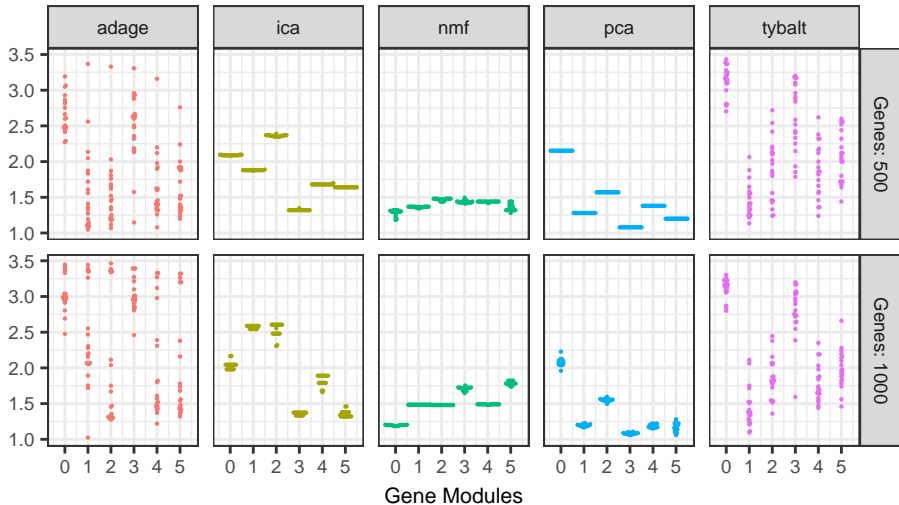 adage ica nmf pca tybalt
3.5
3.0
2.5
2.0
1.5
1.0
Genes: 500
3.5
3.0
2.5
2.0
1.5
1.0
Genes: 1000
0 1 2 3 4 5 0 1 2 3 4 5 0 1 2 3 4 5 0 1 2 3 4 5 0 1 2 3 4 5
Gene Modules